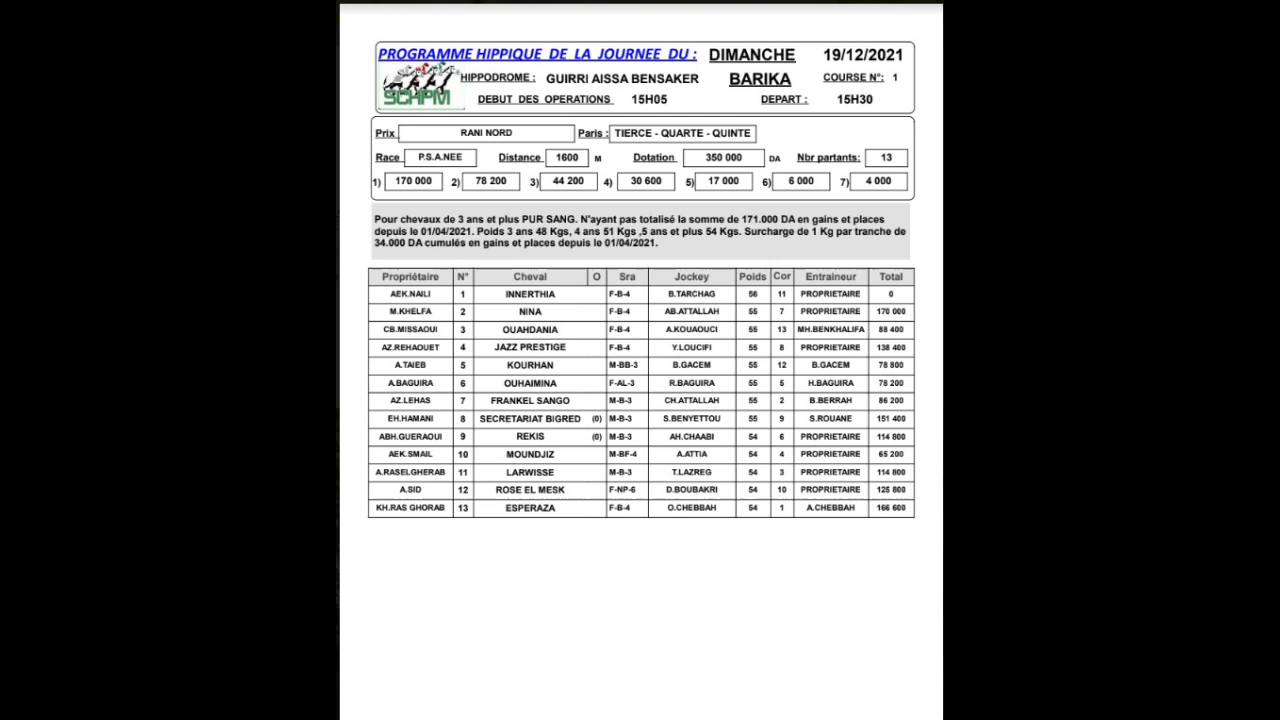 PROGRAMME HIPPIQUE DE LA JOURNEE DU : DIMANCHE 19/12/2021
SCHPM
HIPPODROME : GUIRRI AISSA BENSAKER BARIKA COURSE N°: 1
DEBUT DES OPERATIONS 15H05 DEPART : 15H30
Prix RANI NORD Paris : TIERCE - QUARTE - QUINTE
Race P.S.A.NEE Distance 1600 M Dotation 350 000 DA Nbr partants: 13
1) 170 000 2) 78 200 3) 44 200 4) 30 600 5) 17 000 6) 6 000 7) 4 000
Pour chevaux de 3 ans et plus PUR SANG. N'ayant pas totalisé la somme de 171.000 DA en gains et places
depuis le 01/04/2021. Poids 3 ans 48 Kgs, 4 ans 51 Kgs ,5 ans et plus 54 Kgs. Surcharge de 1 Kg par tranche de
34.000 DA cumulés en gains et places depuis le 01/04/2021.
Propriétaire N° Cheval O Sra Jockey Poids Cor Entraineur Total
AEK.NAILI 1 INNERTHIA F-B-4 B.TARCHAG 56 11 PROPRIETAIRE 0
M.KHELFA 2 NINA F-B-4 AB.ATTALLAH 55 7 PROPRIETAIRE 170 000
CB.MISSAOUI 3 OUAHDANIA F-B-4 A.KOUAOUCI 55 13 MH.BENKHALIFA 88 400
AZ.REHAOUET 4 JAZZ PRESTIGE F-B-4 Y.LOUCIFI 55 8 PROPRIETAIRE 138 400
A.TAIEB 5 KOURHAN M-BB-3 B.GACEM 55 12 B.GACEM 78 800
A.BAGUIRA 6 OUHAIMINA F-AL-3 R.BAGUIRA 55 5 H.BAGUIRA 78 200
AZ.LEHAS 7 FRANKEL SANGO M-B-3 CH.ATTALLAH 55 2 B.BERRAH 86 200
EH.HAMANI 8 SECRETARIAT BIGRED (0) M-B-3 S.BENYETTOU 55 9 S.ROUANE 151 400
ABH.GUERAOUI 9 REKIS (0) M-B-3 AH.CHAABI 54 6 PROPRIETAIRE 114 800
AEK.SMAIL 10 MOUNDJIZ M-BF-4 A.ATTIA 54 4 PROPRIETAIRE 65 200
A.RASELGHERAB 11 LARWISSE M-B-3 T.LAZREG 54 3 PROPRIETAIRE 114 800
A.SID 12 ROSE EL MESK F-NP-6 D.BOUBAKRI 54 10 PROPRIETAIRE 125 800
KH.RAS GHORAB 13 ESPERAZA F-B-4 O.CHEBBAH 54 1 A.CHEBBAH 166 600